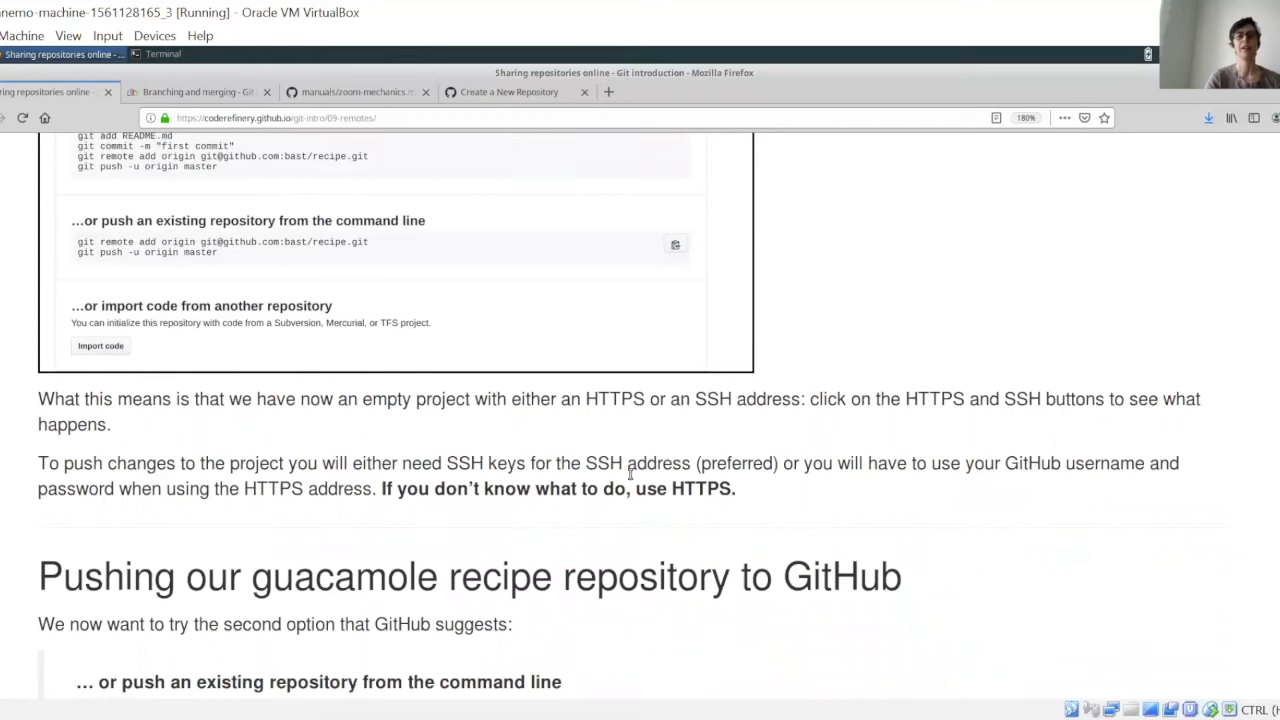 nemo-machine-1561128165_3 [Running] - Oracle VM VirtualBox
Machine View Input Devices Help
Sharing repositories online - ... Terminal
Sharing repositories online - Git introduction - Mozilla Firefox
ring repositories online - Branching and merging - Git manuals/zoom-mechanics.m Create a New Repository
https://coderefinery.github.io/git-intro/09-remotes/ 180%
git add README.md
git commit -m "first commit"
git remote add origin git@github.com:bast/recipe.git
git push -u origin master
…or push an existing repository from the command line
git remote add origin git@github.com:bast/recipe.git
git push -u origin master
…or import code from another repository
You can initialize this repository with code from a Subversion, Mercurial, or TFS project.
Import code
What this means is that we have now an empty project with either an HTTPS or an SSH address: click on the HTTPS and SSH buttons to see what
happens.
To push changes to the project you will either need SSH keys for the SSH address (preferred) or you will have to use your GitHub username and
password when using the HTTPS address. If you don’t know what to do, use HTTPS.
Pushing our guacamole recipe repository to GitHub
We now want to try the second option that GitHub suggests:
… or push an existing repository from the command line
CTRL